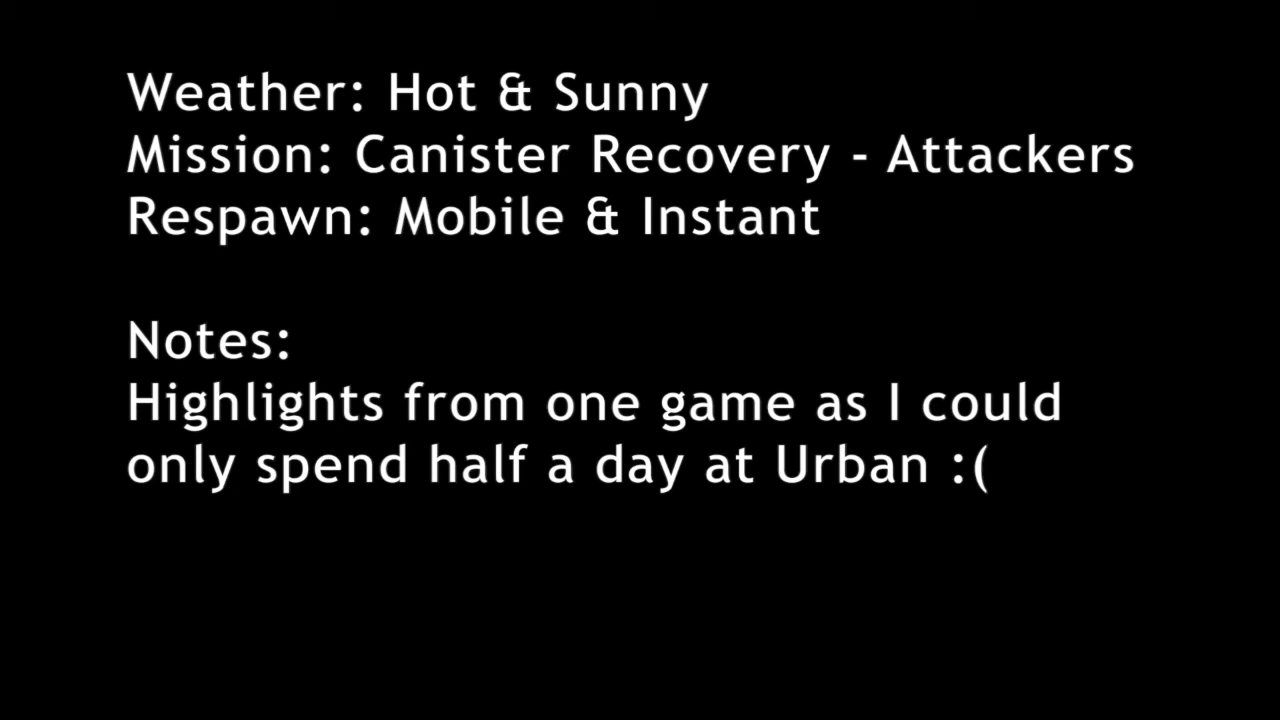 Weather: Hot & Sunny
Mission: Canister Recovery - Attackers
Respawn: Mobile & Instant
Notes:
Highlights from one game as I could
only spend half a day at Urban :(